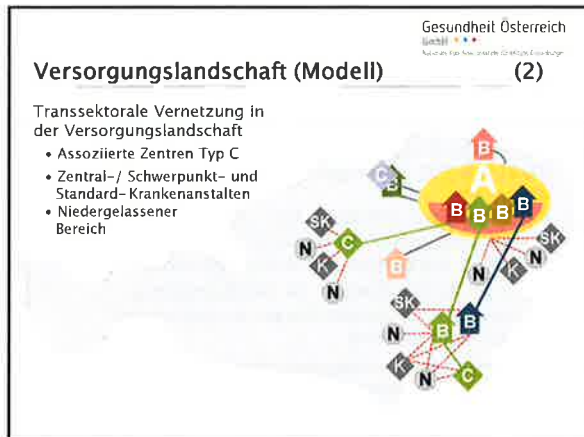 Gesundheit Österreich
GmbH
Versorgungslandschaft (Modell) (2)
Transsektorale Vernetzung in
der Versorgungslandschaft
• Assoziierte Zentren Typ C
• Zentral-/ Schwerpunkt- und
Standard-Krankenanstalten
• Niedergelassener
Bereich
B
A
C
B
B
B
B
B
SK
C
N
K
N
B
SK
N
K
N
SK
B
B
N
K
N
C